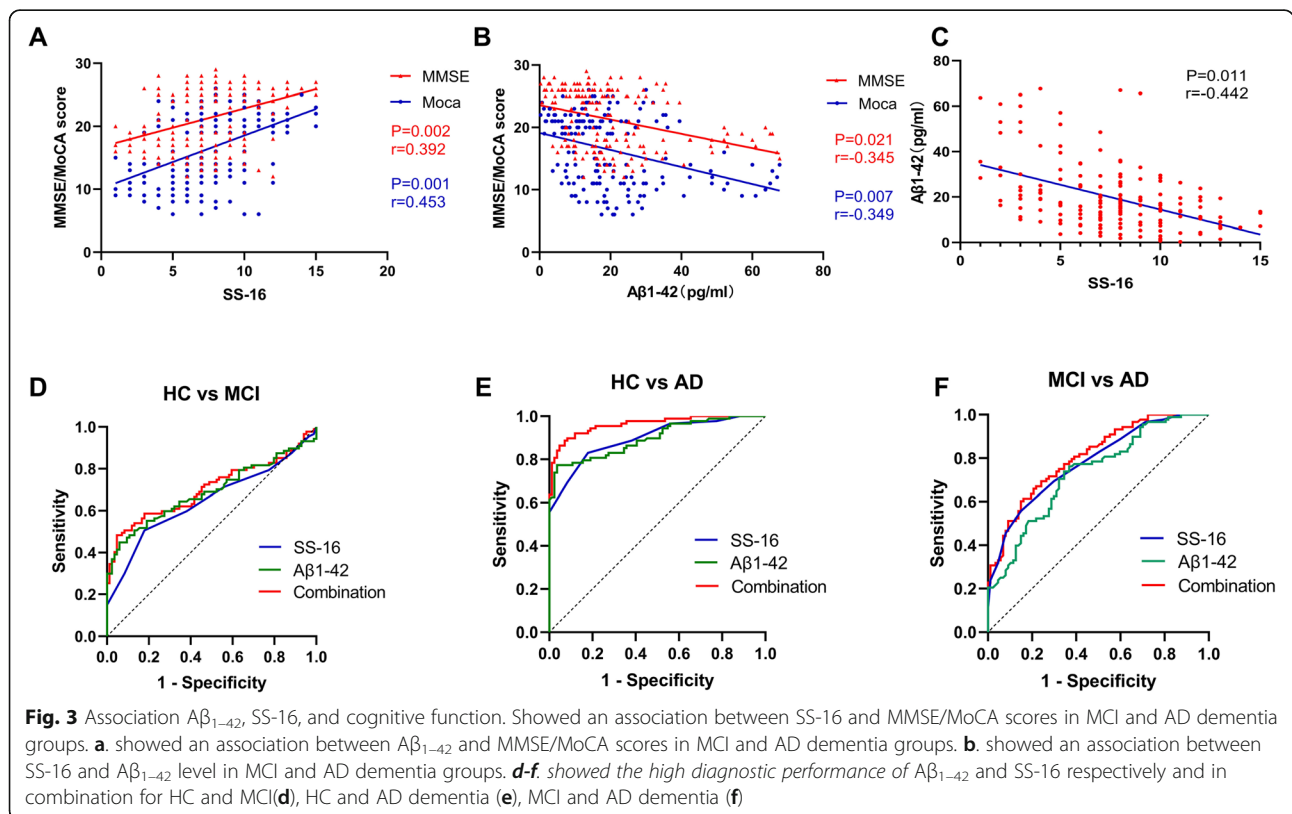 A
MMSE/MoCA score
30
20
10
0
0
5
10
15
20
SS-16
MMSE
Moca
P=0.002
r=0.392
P=0.001
r=0.453
B
MMSE/MoCA score
30
20
10
0
0
20
40
60
80
Aβ1-42（pg/ml）
MMSE
Moca
P=0.021
r=-0.345
P=0.007
r=-0.349
C
Aβ1-42（pg/ml）
80
60
40
20
0
0
5
10
15
SS-16
P=0.011
r=-0.442
D
HC vs MCI
Sensitivity
1.0
0.8
0.6
0.4
0.2
0.0
0.0
0.2
0.4
0.6
0.8
1.0
1 - Specificity
SS-16
Aβ1-42
Combination
E
HC vs AD
Sensitivity
1.0
0.8
0.6
0.4
0.2
0.0
0.0
0.2
0.4
0.6
0.8
1.0
1 - Specificity
SS-16
Aβ1-42
Combination
F
MCI vs AD
Sensitivity
1.0
0.8
0.6
0.4
0.2
0.0
0.0
0.2
0.4
0.6
0.8
1.0
1 - Specificity
SS-16
Aβ1-42
Combination
Fig. 3 Association Aβ₁₋₄₂, SS-16, and cognitive function. Showed an association between SS-16 and MMSE/MoCA scores in MCI and AD dementia
groups. a. showed an association between Aβ₁₋₄₂ and MMSE/MoCA scores in MCI and AD dementia groups. b. showed an association between
SS-16 and Aβ₁₋₄₂ level in MCI and AD dementia groups. d-f. showed the high diagnostic performance of Aβ₁₋₄₂ and SS-16 respectively and in
combination for HC and MCI(d), HC and AD dementia (e), MCI and AD dementia (f)